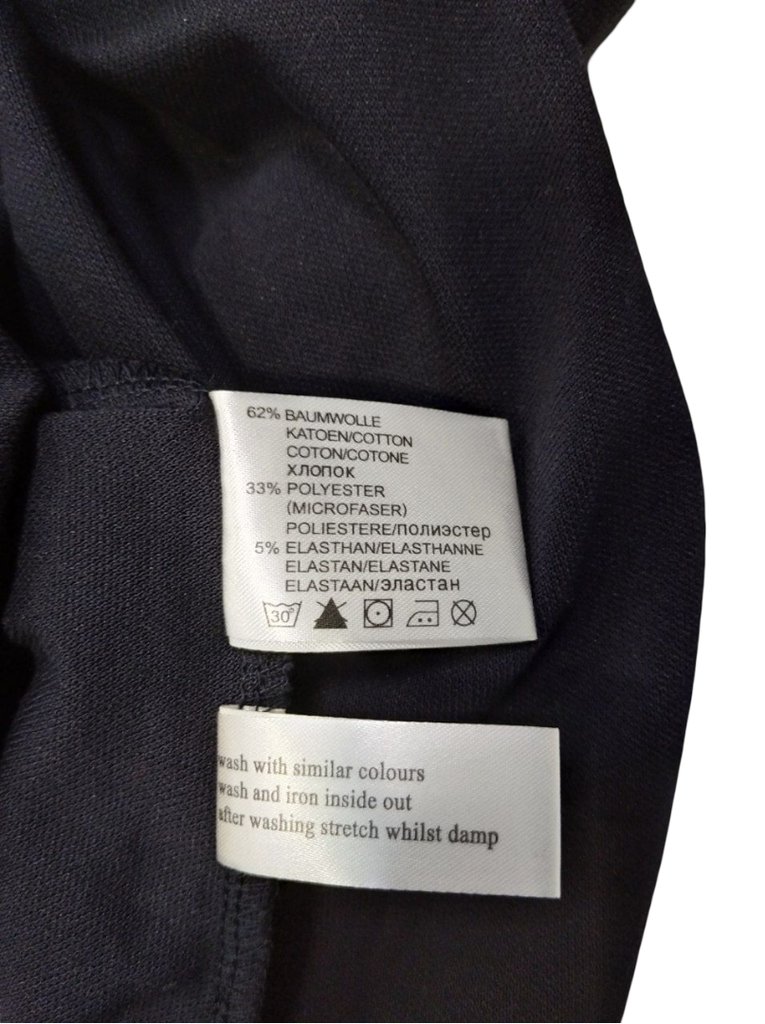 62% BAUMWOLLE
KATOEN/COTTON
COTON/COTONE
ХЛОПОК
33% POLYESTER
(MICROFASER)
POLIESTERE/ПОЛИЭСТЕР
5% ELASTHAN/ELASTHANNE
ELASTAN/ELASTANE
ELASTAAN/ЭЛАСТАН
30°
wash with similar colours
wash and iron inside out
after washing stretch whilst damp